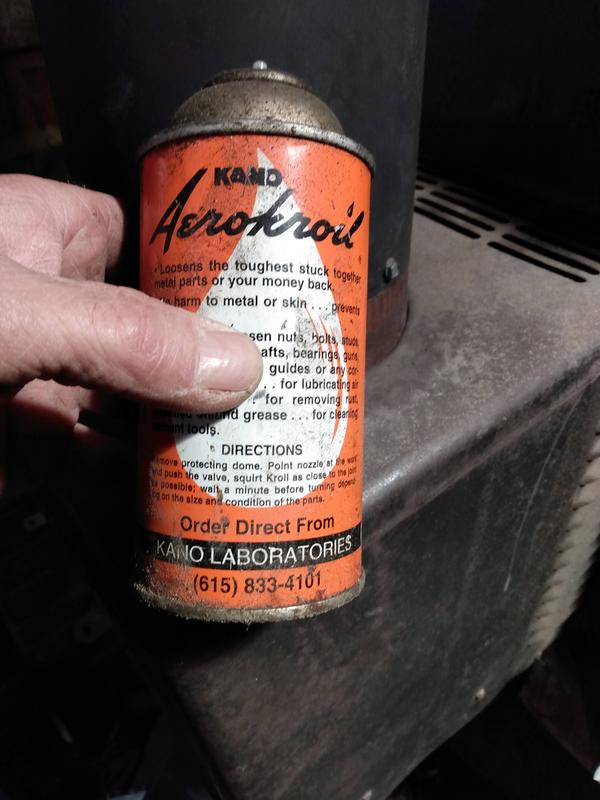 KANO
Aerokroil
• Loosens the toughest stuck together
metal parts or your money back.
harm to metal or skin . . . prevents
nuts, bolts, studs,
bearings, guns,
guides or any cor-
. . for lubricating air
. for removing rust,
and grease . . . for cleaning
tools.
DIRECTIONS
protecting dome. Point nozzle at the work
and push the valve, squirt Kroil as close to the joint
as possible; wait a minute before turning depend-
on the size and condition of the parts.
Order Direct From
KANO LABORATORIES
(615) 833-4101